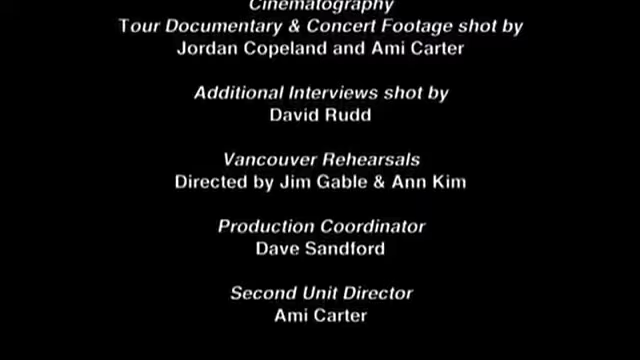 Cinematography
Tour Documentary & Concert Footage shot by
Jordan Copeland and Ami Carter
Additional Interviews shot by
David Rudd
Vancouver Rehearsals
Directed by Jim Gable & Ann Kim
Production Coordinator
Dave Sandford
Second Unit Director
Ami Carter